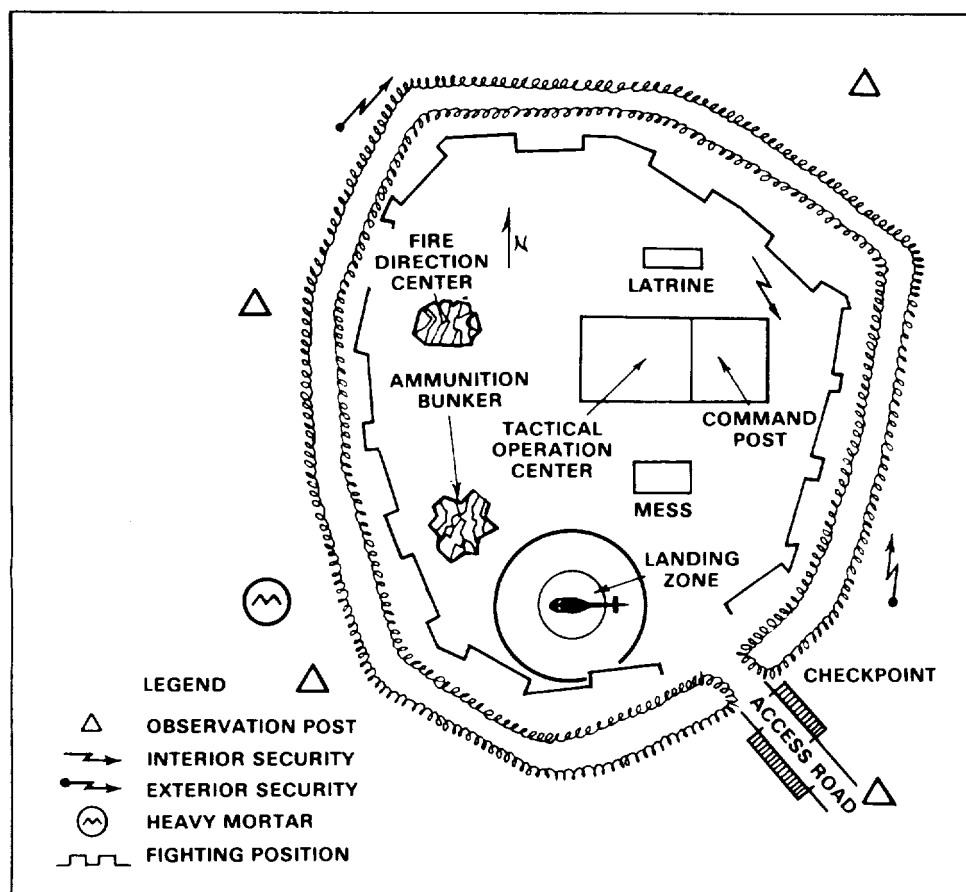 N
FIRE
DIRECTION
CENTER
LATRINE
AMMUNITION
BUNKER
TACTICAL
OPERATION
CENTER
COMMAND
POST
MESS
LANDING
ZONE
CHECKPOINT
ACCESS ROAD
LEGEND
OBSERVATION POST
INTERIOR SECURITY
EXTERIOR SECURITY
HEAVY MORTAR
FIGHTING POSITION